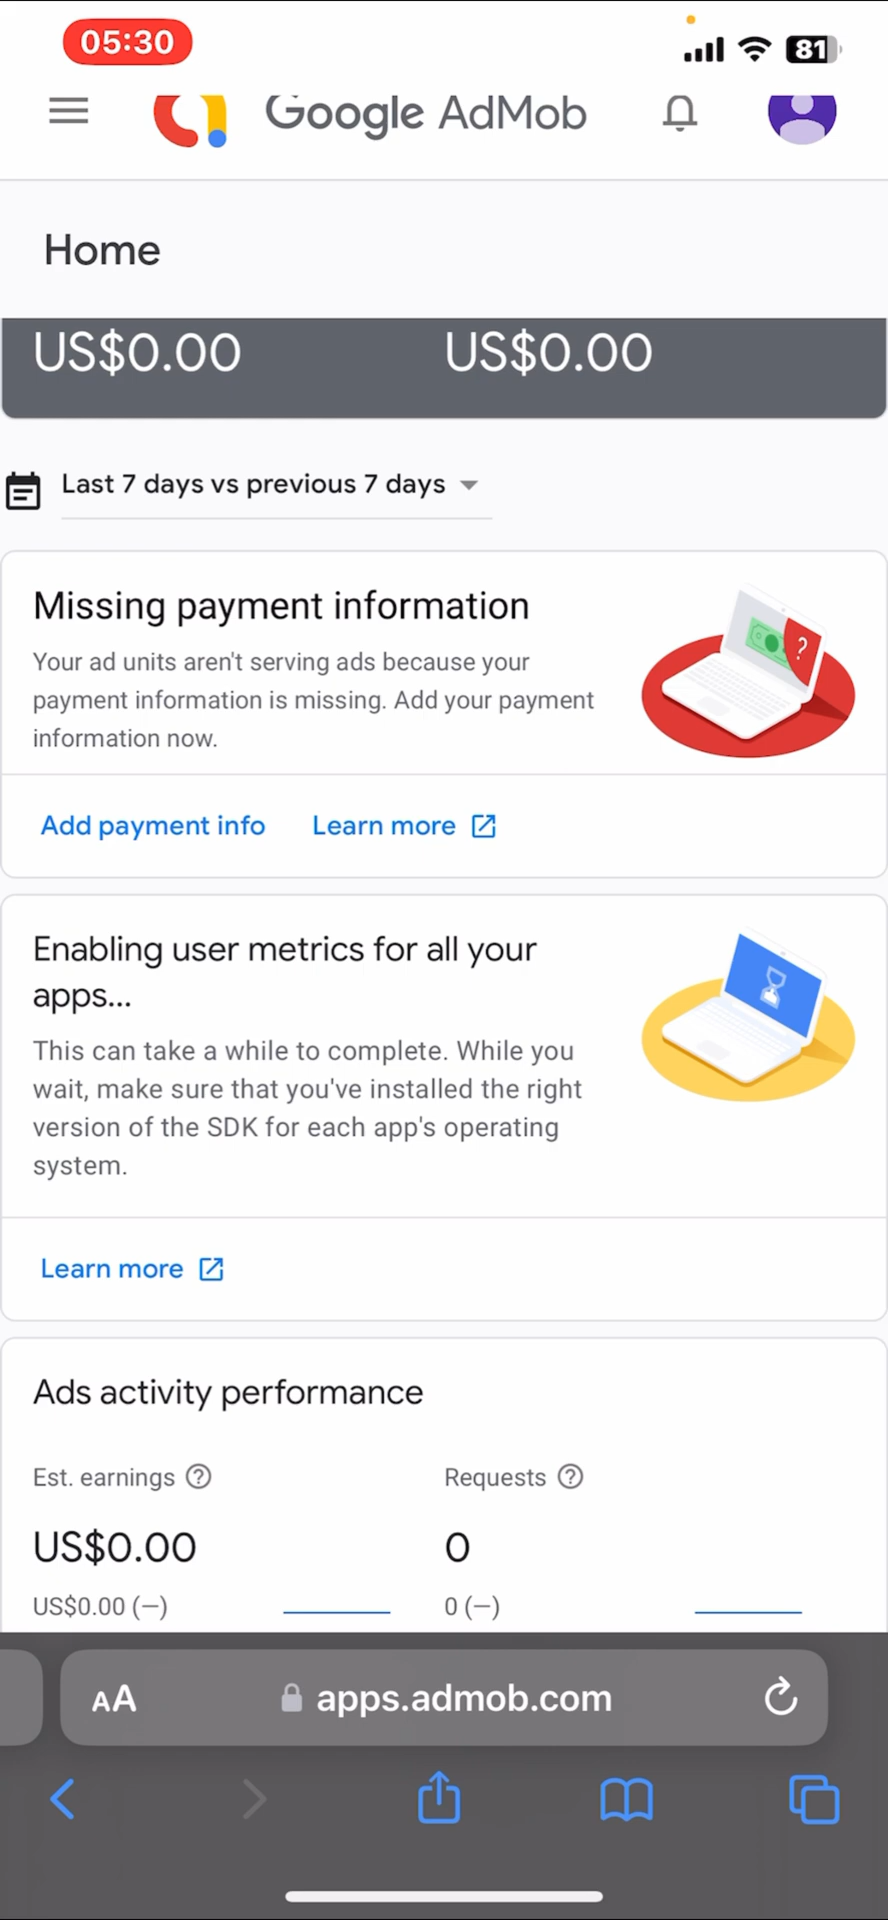 05:30
81
Google AdMob
Home
US$0.00 US$0.00
Last 7 days vs previous 7 days
Missing payment information
Your ad units aren't serving ads because your
payment information is missing. Add your payment
information now.
?
Add payment info Learn more
Enabling user metrics for all your
apps...
This can take a while to complete. While you
wait, make sure that you've installed the right
version of the SDK for each app's operating
system.
Learn more
Ads activity performance
Est. earnings ? Requests ?
US$0.00 0
US$0.00 (—) 0 (—)
AA apps.admob.com